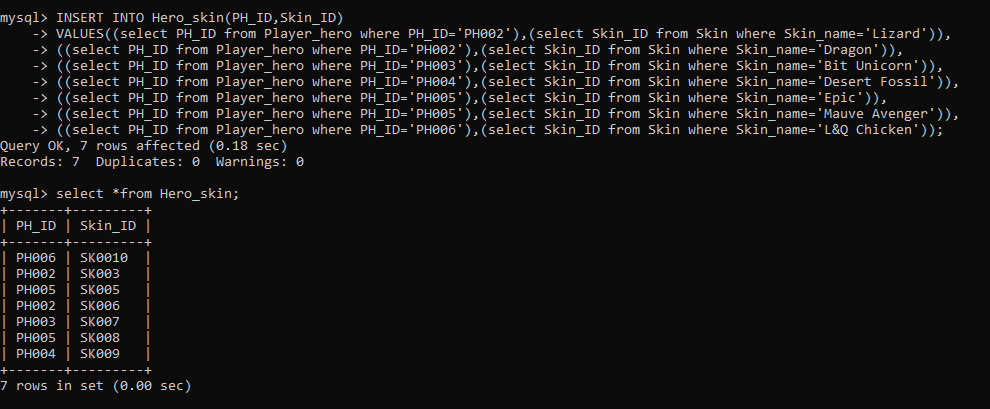 mysql> INSERT INTO Hero_skin(PH_ID,Skin_ID)
    -> VALUES((select PH_ID from Player_hero where PH_ID='PH002'),(select Skin_ID from Skin where Skin_name='Lizard')),
    -> ((select PH_ID from Player_hero where PH_ID='PH002'),(select Skin_ID from Skin where Skin_name='Dragon')),
    -> ((select PH_ID from Player_hero where PH_ID='PH003'),(select Skin_ID from Skin where Skin_name='Bit Unicorn')),
    -> ((select PH_ID from Player_hero where PH_ID='PH004'),(select Skin_ID from Skin where Skin_name='Desert Fossil')),
    -> ((select PH_ID from Player_hero where PH_ID='PH005'),(select Skin_ID from Skin where Skin_name='Epic')),
    -> ((select PH_ID from Player_hero where PH_ID='PH005'),(select Skin_ID from Skin where Skin_name='Mauve Avenger')),
    -> ((select PH_ID from Player_hero where PH_ID='PH006'),(select Skin_ID from Skin where Skin_name='L&Q Chicken'));
Query OK, 7 rows affected (0.18 sec)
Records: 7  Duplicates: 0  Warnings: 0

mysql> select *from Hero_skin;
+-------+---------+
| PH_ID | Skin_ID |
+-------+---------+
| PH006 | SK0010  |
| PH002 | SK003   |
| PH005 | SK005   |
| PH002 | SK006   |
| PH003 | SK007   |
| PH005 | SK008   |
| PH004 | SK009   |
+-------+---------+
7 rows in set (0.00 sec)